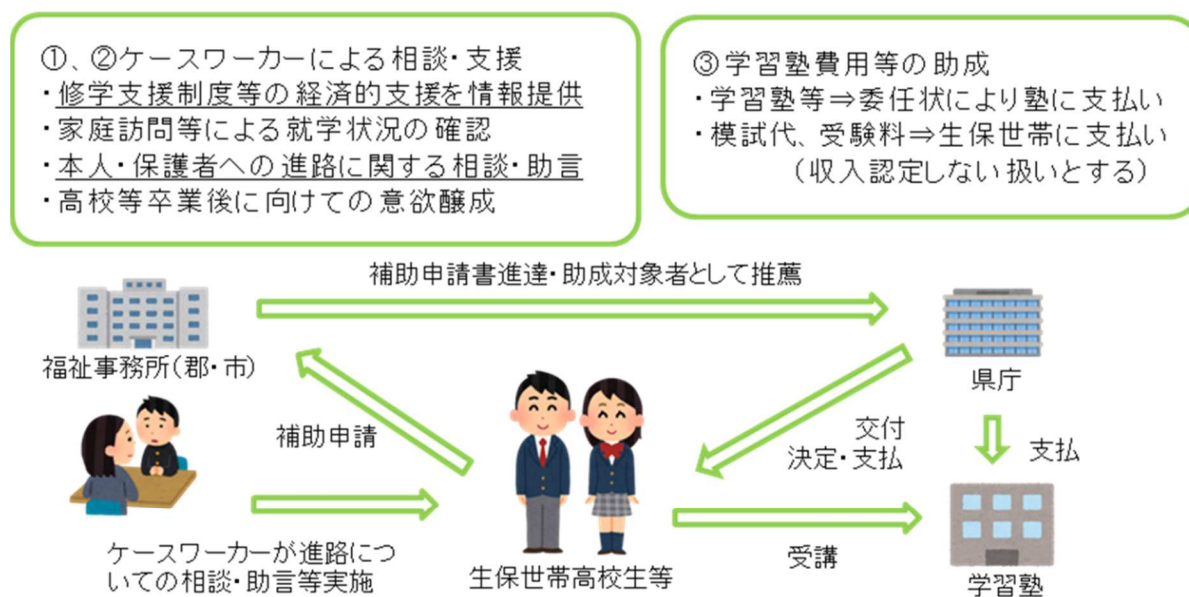 ①、②ケースワーカーによる相談・支援
・修学支援制度等の経済的支援を情報提供
・家庭訪問等による就学状況の確認
・本人・保護者への進路に関する相談・助言
・高校等卒業後に向けての意欲醸成
③学習塾費用等の助成
・学習塾等⇒委任状により塾に支払い
・模試代、受験料⇒生保世帯に支払い
（収入認定しない扱いとする）
補助申請書進達・助成対象者として推薦
福祉事務所（郡・市）
県庁
補助申請
交付
決定・支払
支払
ケースワーカーが進路につ
いての相談・助言等実施
生保世帯高校生等
受講
学習塾